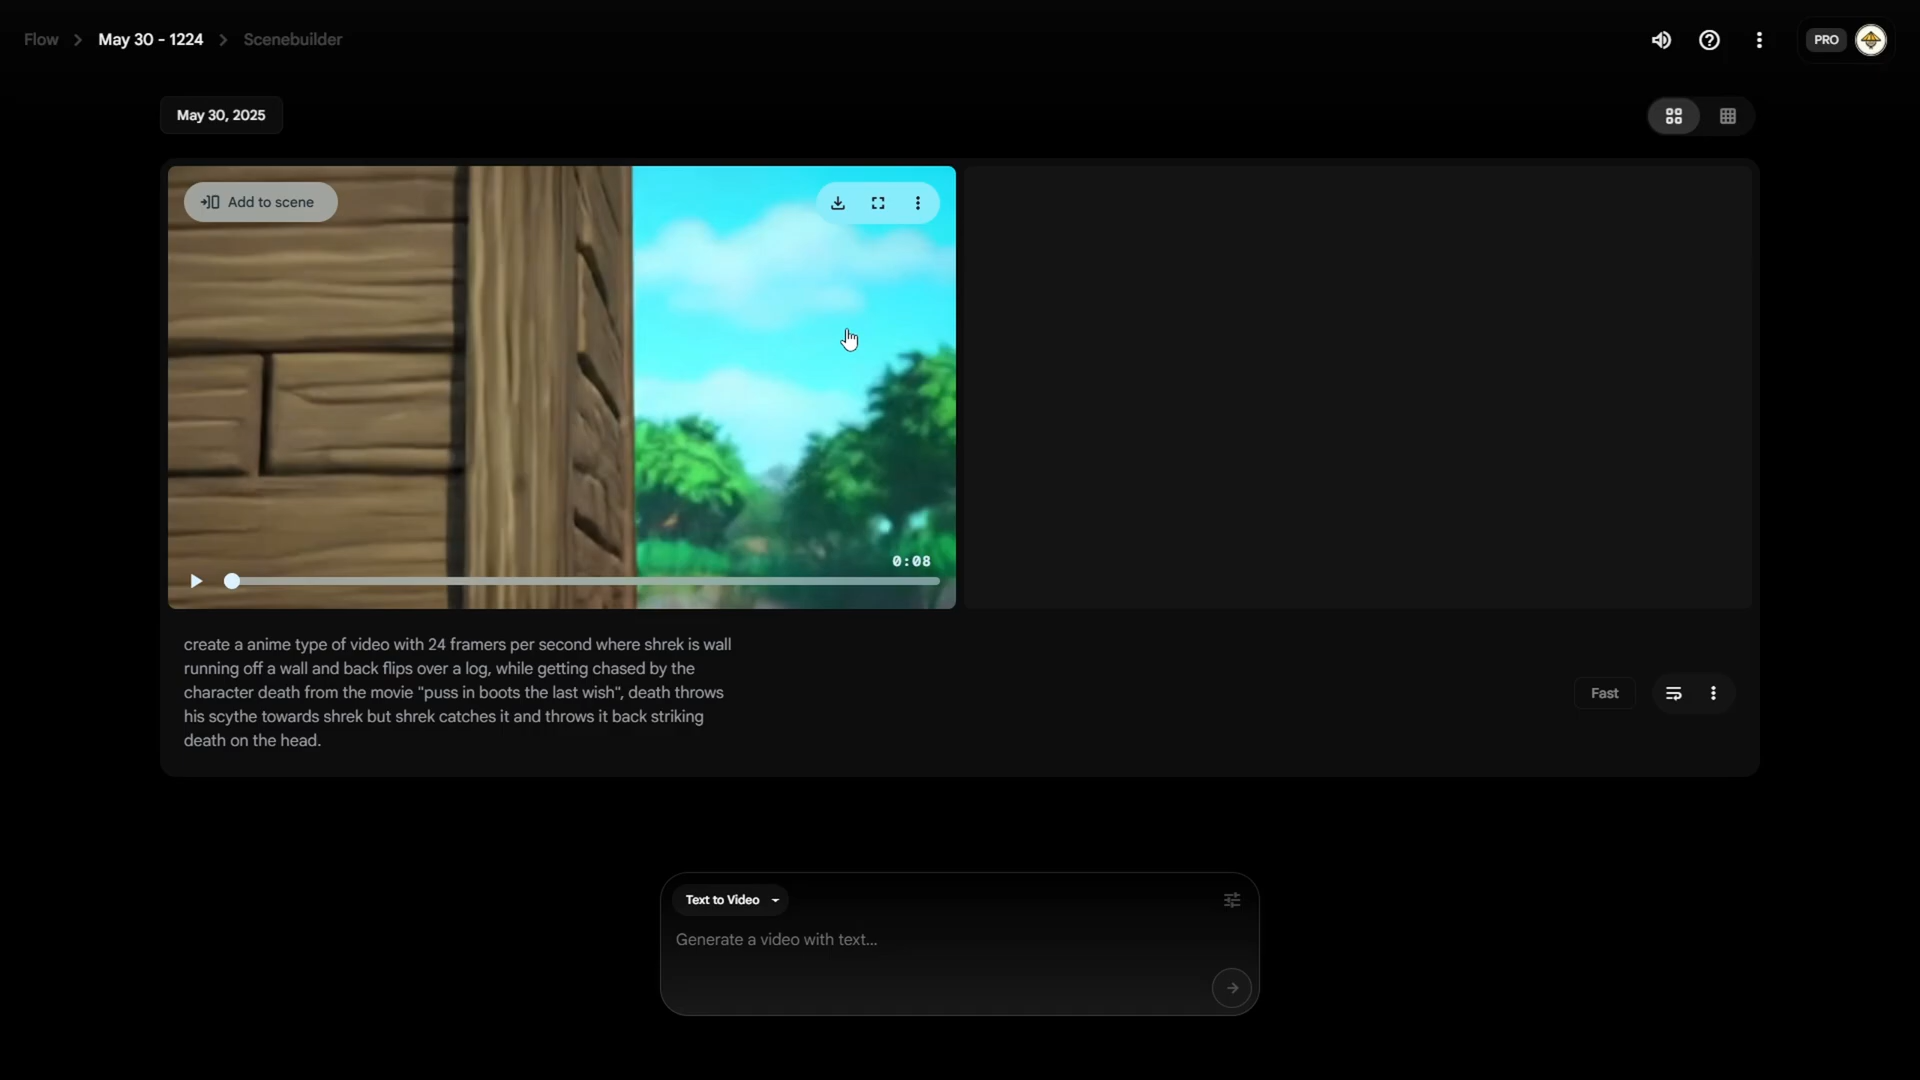 Flow > May 30 - 1224 > Scenebuilder
PRO
May 30, 2025
Add to scene
0:08
create a anime type of video with 24 framers per second where shrek is wall
running off a wall and back flips over a log, while getting chased by the
character death from the movie "puss in boots the last wish", death throws
his scythe towards shrek but shrek catches it and throws it back striking
death on the head.
Fast
Text to Video
Generate a video with text...